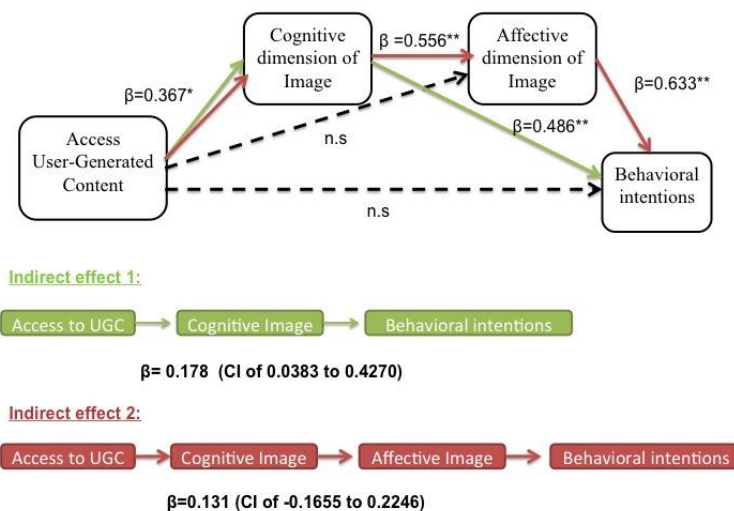 Cognitive
dimension of
Image
β =0.556**
Affective
dimension of
Image
β=0.367*
β=0.633**
Access
User-Generated
Content
n.s
β=0.486**
Behavioral
intentions
n.s
Indirect effect 1:
Access to UGC
Cognitive Image
Behavioral intentions
β= 0.178 (CI of 0.0383 to 0.4270)
Indirect effect 2:
Access to UGC
Cognitive Image
Affective Image
Behavioral intentions
β=0.131 (CI of -0.1655 to 0.2246)